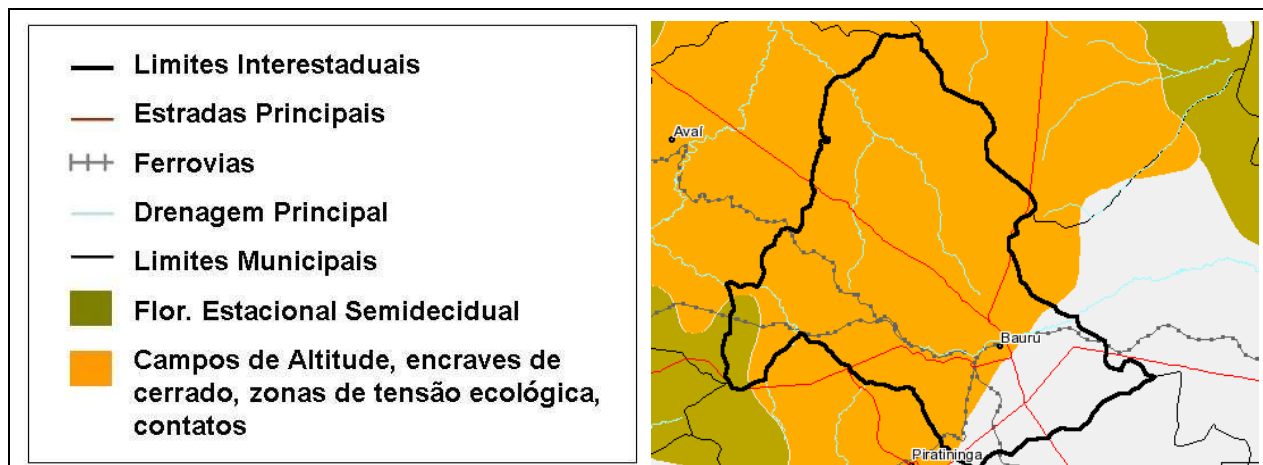 Limites Interestaduais
Estradas Principais
Ferrovias
Drenagem Principal
Limites Municipais
Flor. Estacional Semidecidual
Campos de Altitude, encraves de
cerrado, zonas de tensão ecológica,
contatos
Avaí
Bauru
Piratininga